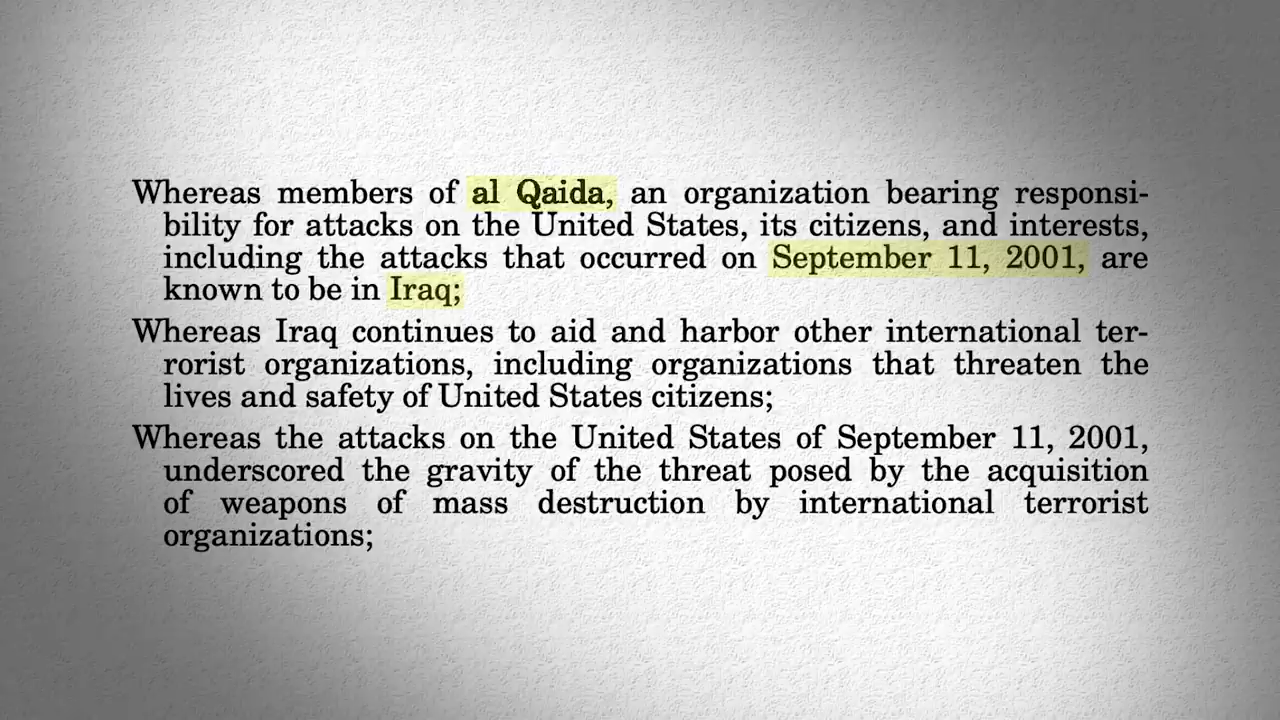 Whereas members of al Qaida, an organization bearing responsi-
bility for attacks on the United States, its citizens, and interests,
including the attacks that occurred on September 11, 2001, are
known to be in Iraq;
Whereas Iraq continues to aid and harbor other international ter-
rorist organizations, including organizations that threaten the
lives and safety of United States citizens;
Whereas the attacks on the United States of September 11, 2001,
underscored the gravity of the threat posed by the acquisition
of weapons of mass destruction by international terrorist
organizations;